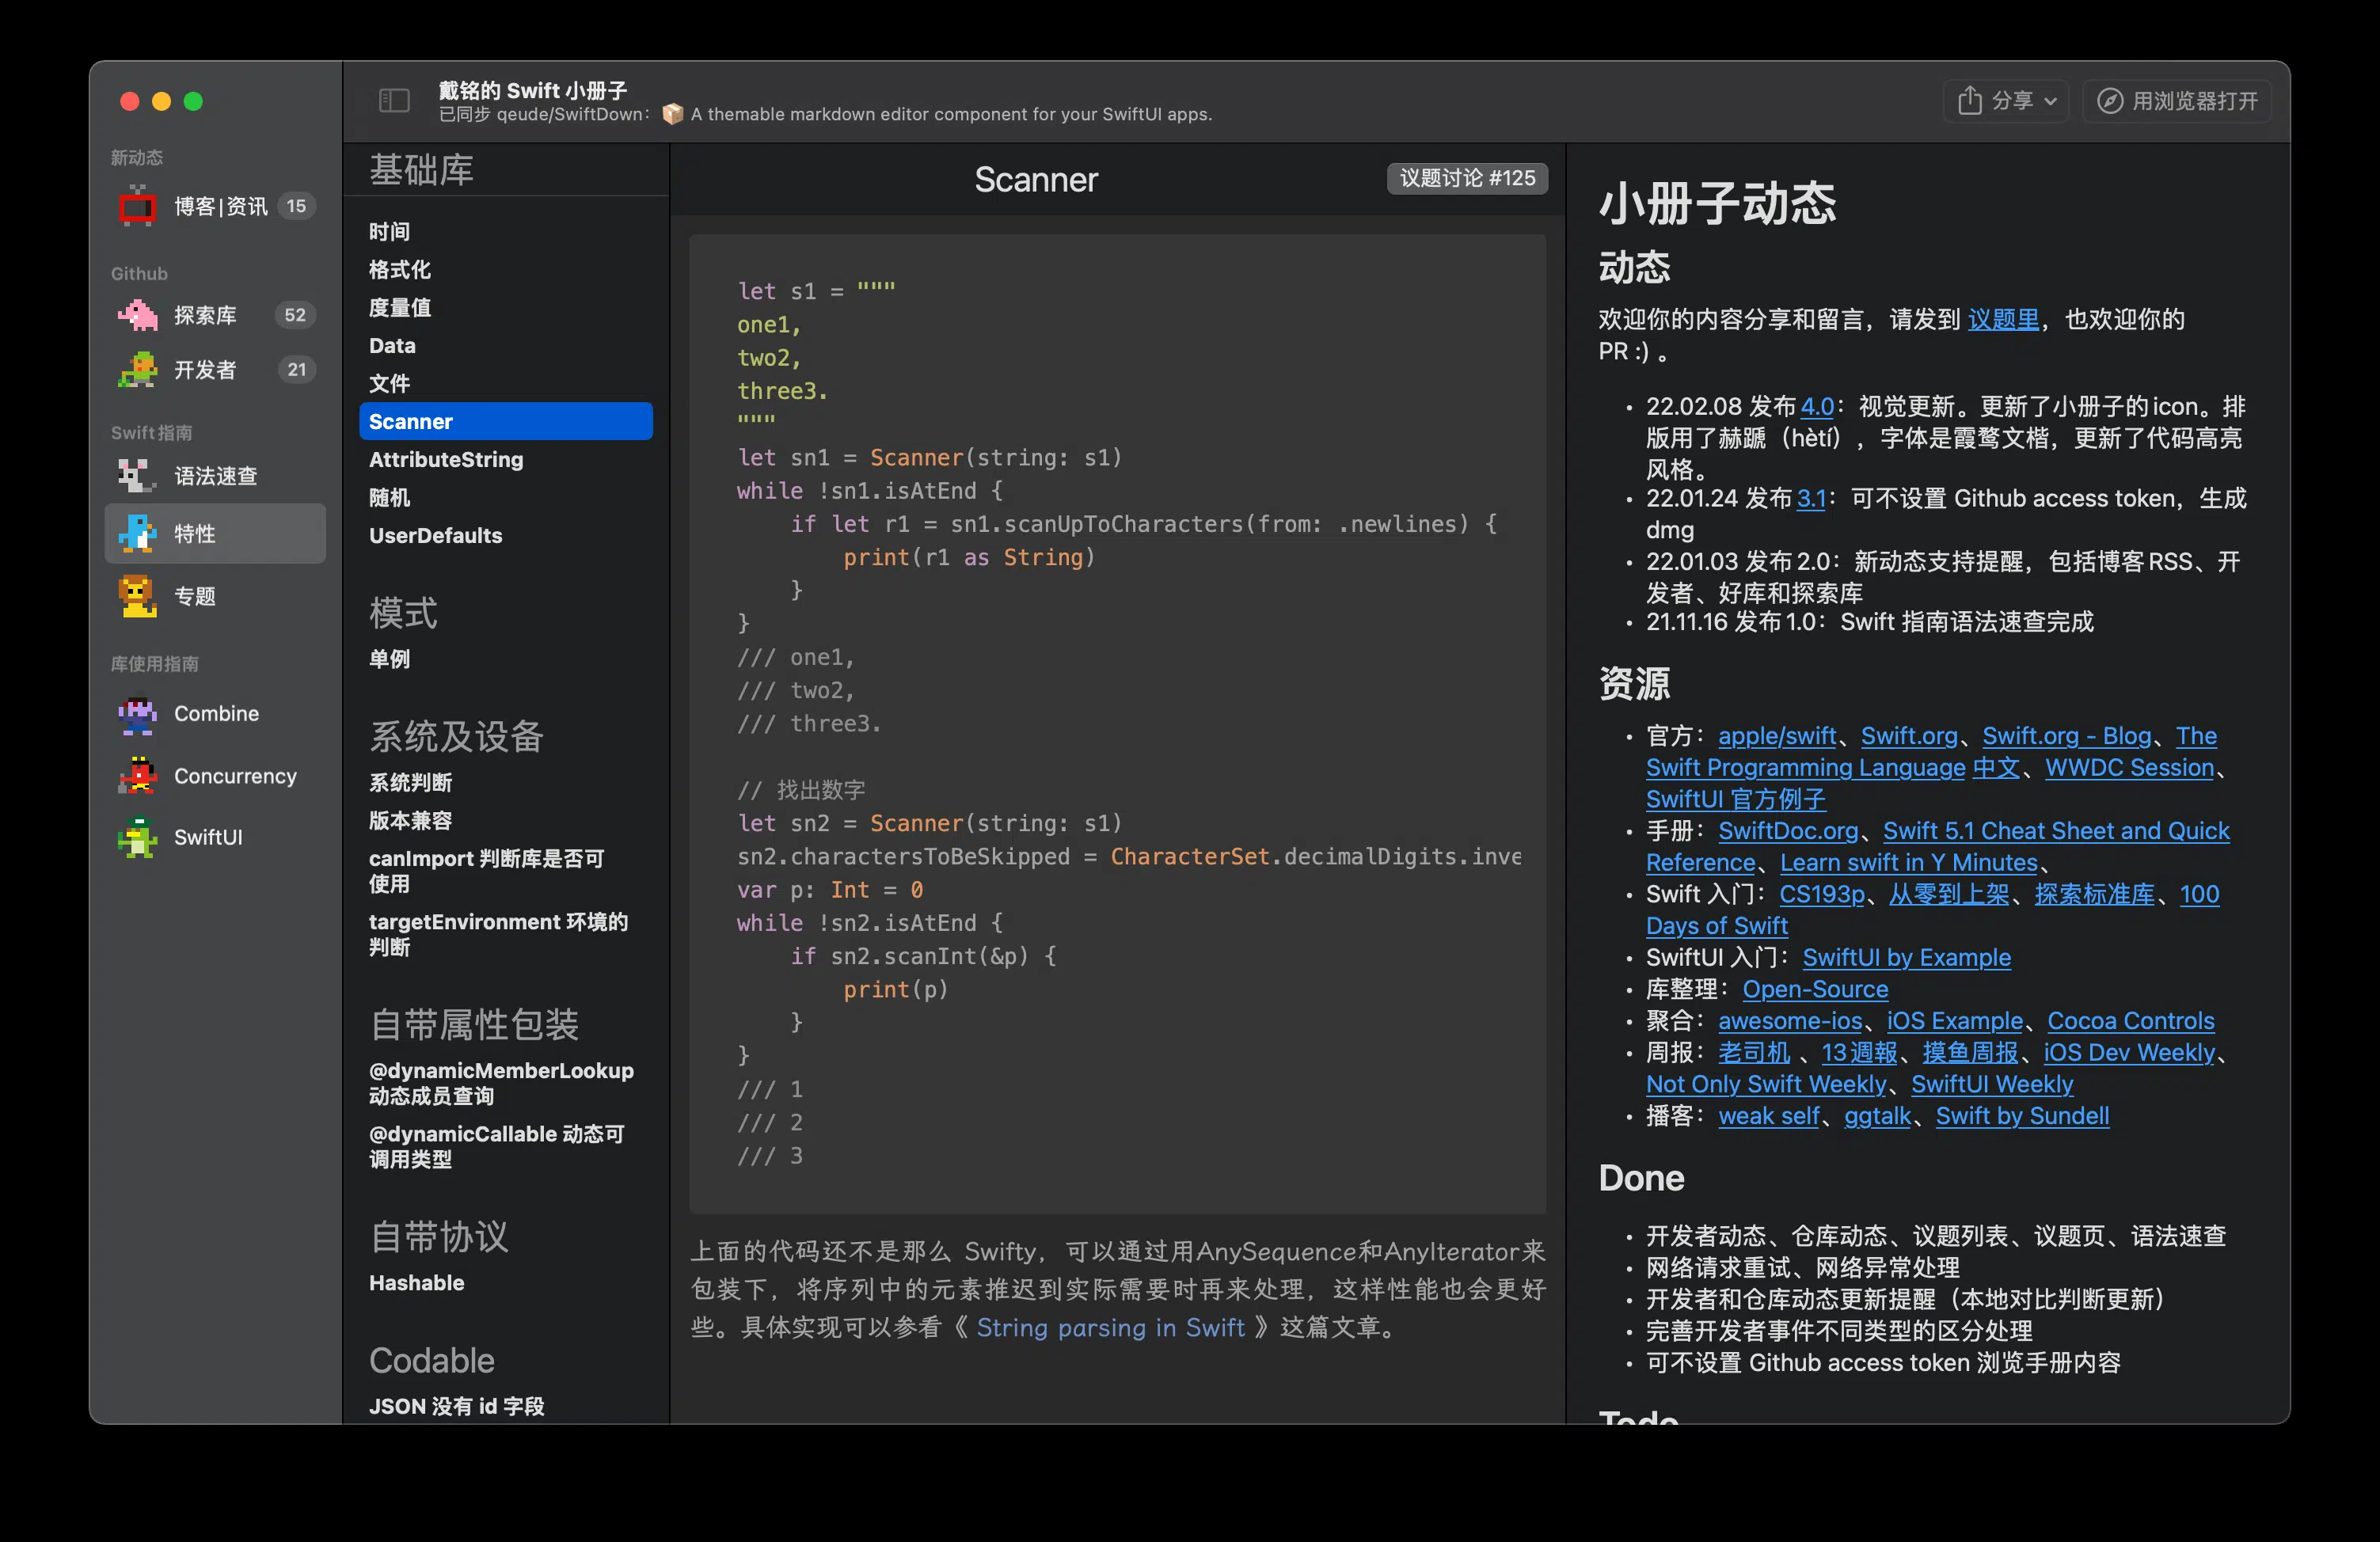 戴铭的 Swift 小册子
已同步 qeude/SwiftDown：📦 A themable markdown editor component for your SwiftUI apps.
分享
用浏览器打开
新动态
博客|资讯 15
Github
探索库 52
开发者 21
Swift指南
语法速查
特性
专题
库使用指南
Combine
Concurrency
SwiftUI
基础库
时间
格式化
度量值
Data
文件
Scanner
AttributeString
随机
UserDefaults
模式
单例
系统及设备
系统判断
版本兼容
canImport 判断库是否可
使用
targetEnvironment 环境的
判断
自带属性包装
@dynamicMemberLookup
动态成员查询
@dynamicCallable 动态可
调用类型
自带协议
Hashable
Codable
JSON 没有 id 字段
Scanner
议题讨论 #125
let s1 = """
one1,
two2,
three3.
"""
let sn1 = Scanner(string: s1)
while !sn1.isAtEnd {
    if let r1 = sn1.scanUpToCharacters(from: .newlines) {
        print(r1 as String)
    }
}
/// one1,
/// two2,
/// three3.
// 找出数字
let sn2 = Scanner(string: s1)
sn2.charactersToBeSkipped = CharacterSet.decimalDigits.inve
var p: Int = 0
while !sn2.isAtEnd {
    if sn2.scanInt(&p) {
        print(p)
    }
}
/// 1
/// 2
/// 3
上面的代码还不是那么 Swifty，可以通过用AnySequence和AnyIterator来
包装下，将序列中的元素推迟到实际需要时再来处理，这样性能也会更好
些。具体实现可以参看《 String parsing in Swift 》这篇文章。
小册子动态
动态
欢迎你的内容分享和留言，请发到 议题里，也欢迎你的
PR :) 。
• 22.02.08 发布 4.0：视觉更新。更新了小册子的 icon。排
版用了赫蹏（hètí），字体是霞鹜文楷，更新了代码高亮
风格。
• 22.01.24 发布 3.1：可不设置 Github access token，生成
dmg
• 22.01.03 发布 2.0：新动态支持提醒，包括博客 RSS、开
发者、好库和探索库
• 21.11.16 发布 1.0：Swift 指南语法速查完成
资源
• 官方：apple/swift、Swift.org、Swift.org - Blog、The
Swift Programming Language 中文、WWDC Session、
SwiftUI 官方例子
• 手册：SwiftDoc.org、Swift 5.1 Cheat Sheet and Quick
Reference、Learn swift in Y Minutes、
• Swift 入门：CS193p、从零到上架、探索标准库、100
Days of Swift
• SwiftUI 入门：SwiftUI by Example
• 库整理：Open-Source
• 聚合：awesome-ios、iOS Example、Cocoa Controls
• 周报：老司机 、13 週報、摸鱼周报、iOS Dev Weekly、
Not Only Swift Weekly、SwiftUI Weekly
• 播客：weak self、ggtalk、Swift by Sundell
Done
• 开发者动态、仓库动态、议题列表、议题页、语法速查
• 网络请求重试、网络异常处理
• 开发者和仓库动态更新提醒（本地对比判断更新）
• 完善开发者事件不同类型的区分处理
• 可不设置 Github access token 浏览手册内容
Todo